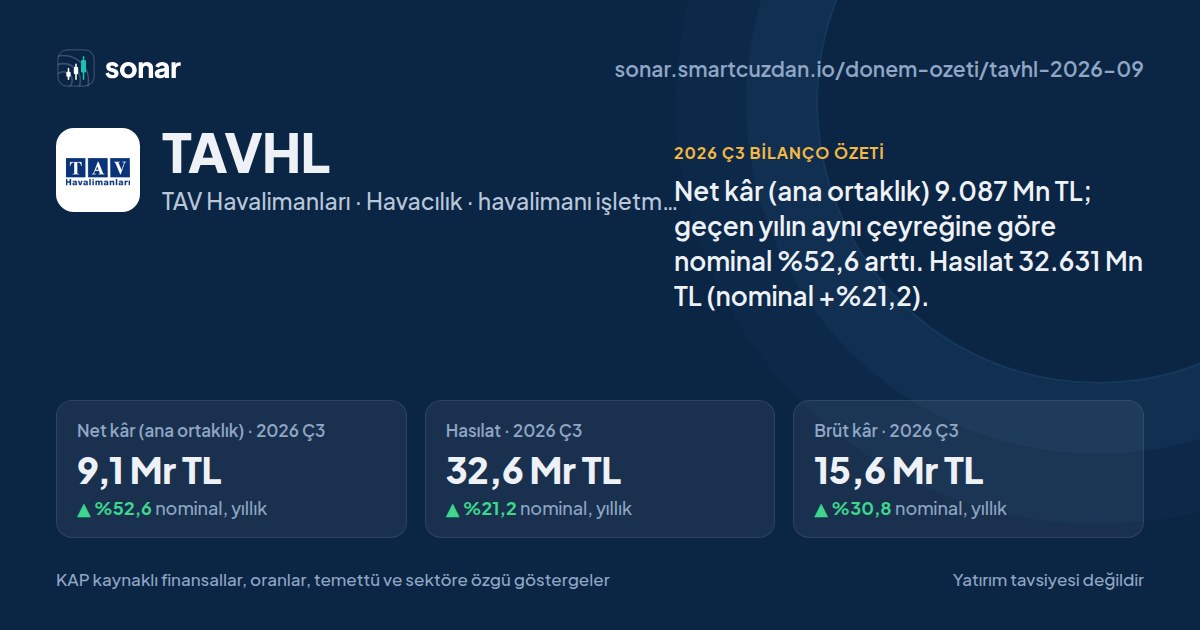 sonar
sonar.smartcuzdan.io/donem-ozeti/tavhl-2026-09
TAV
Havalimanları
TAVHL
TAV Havalimanları · Havacılık · havalimanı işletm...
2026 Ç3 BİLANÇO ÖZETİ
Net kâr (ana ortaklık) 9.087 Mn TL;
geçen yılın aynı çeyreğine göre
nominal %52,6 arttı. Hasılat 32.631 Mn
TL (nominal +%21,2).
Net kâr (ana ortaklık) · 2026 Ç3
9,1 Mr TL
▲ %52,6 nominal, yıllık
Hasılat · 2026 Ç3
32,6 Mr TL
▲ %21,2 nominal, yıllık
Brüt kâr · 2026 Ç3
15,6 Mr TL
▲ %30,8 nominal, yıllık
KAP kaynaklı finansallar, oranlar, temettü ve sektöre özgü göstergeler
Yatırım tavsiyesi değildir